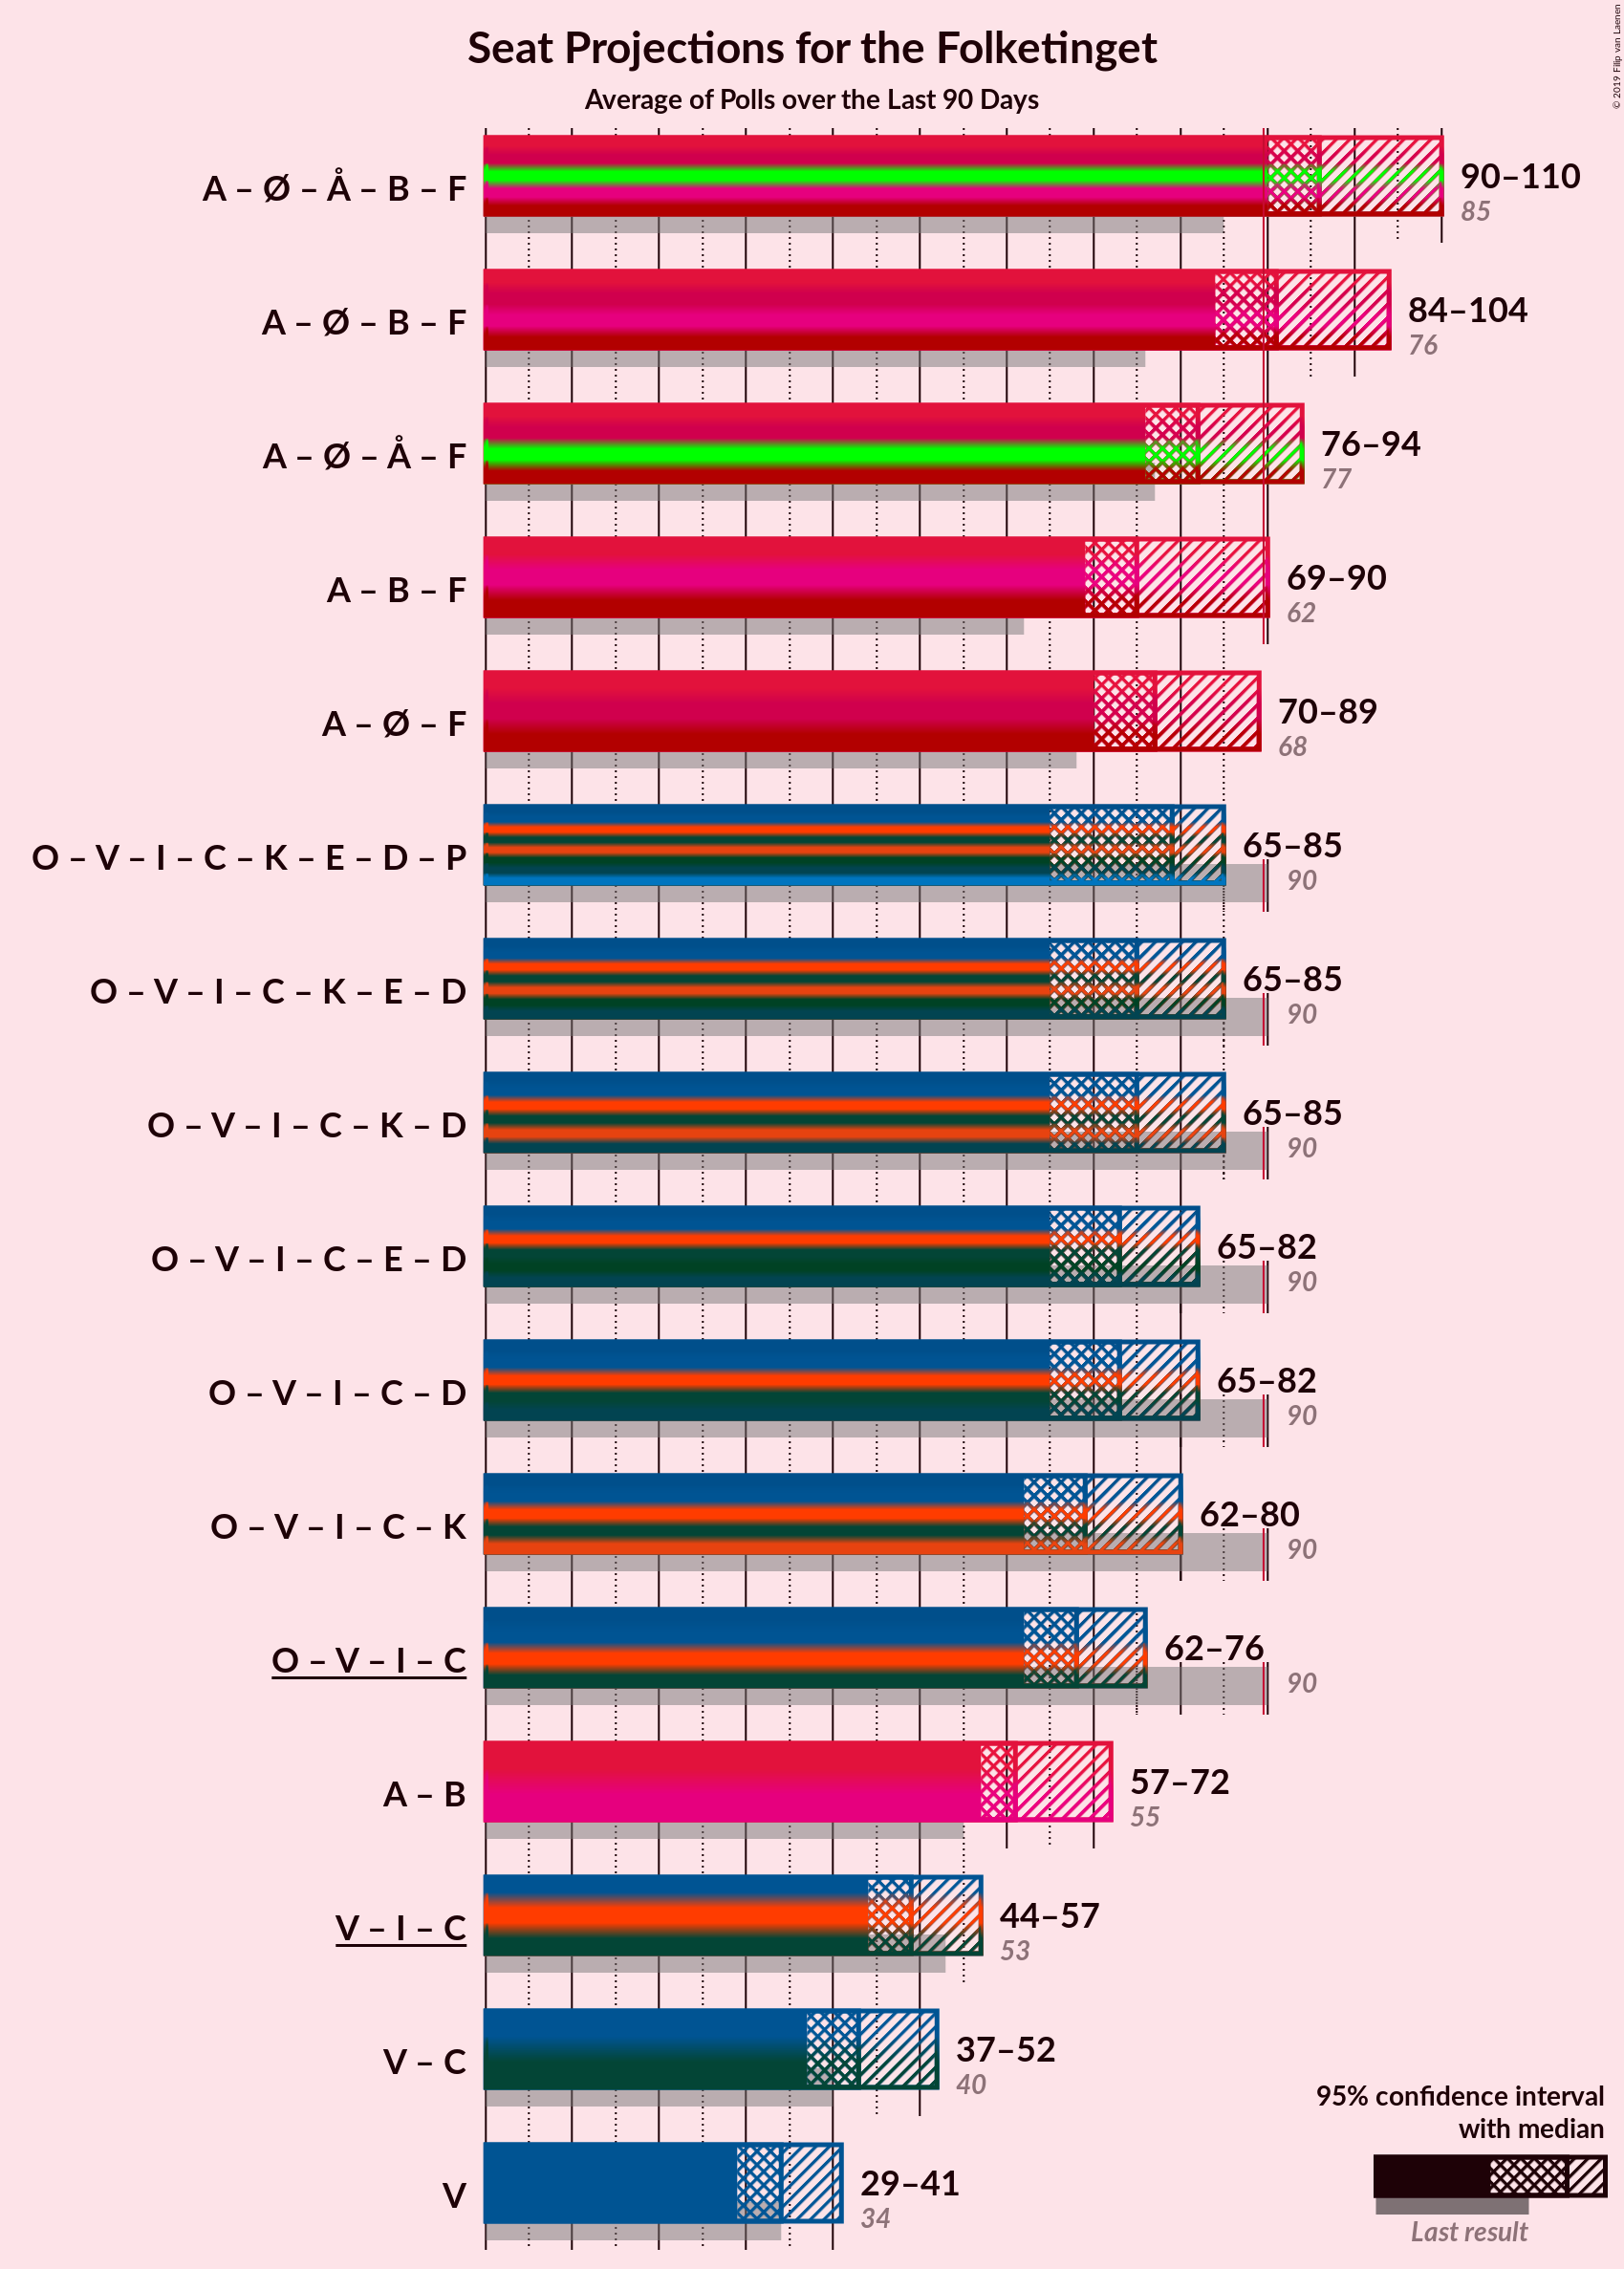 Seat Projections for the Folketinget
Average of Polls over the Last 90 Days
© 2019 Filip van Laenen
A – Ø – Å – B – F
90–110
85
A – Ø – B – F
84–104
76
A – Ø – Å – F
76–94
77
A – B – F
69–90
62
A – Ø – F
70–89
68
O – V – I – C – K – E – D – P
65–85
90
O – V – I – C – K – E – D
65–85
90
O – V – I – C – K – D
65–85
90
O – V – I – C – E – D
65–82
90
O – V – I – C – D
65–82
90
O – V – I – C – K
62–80
90
O – V – I – C
62–76
90
A – B
57–72
55
V – I – C
44–57
53
V – C
37–52
40
V
29–41
34
95% confidence interval
with median
Last result